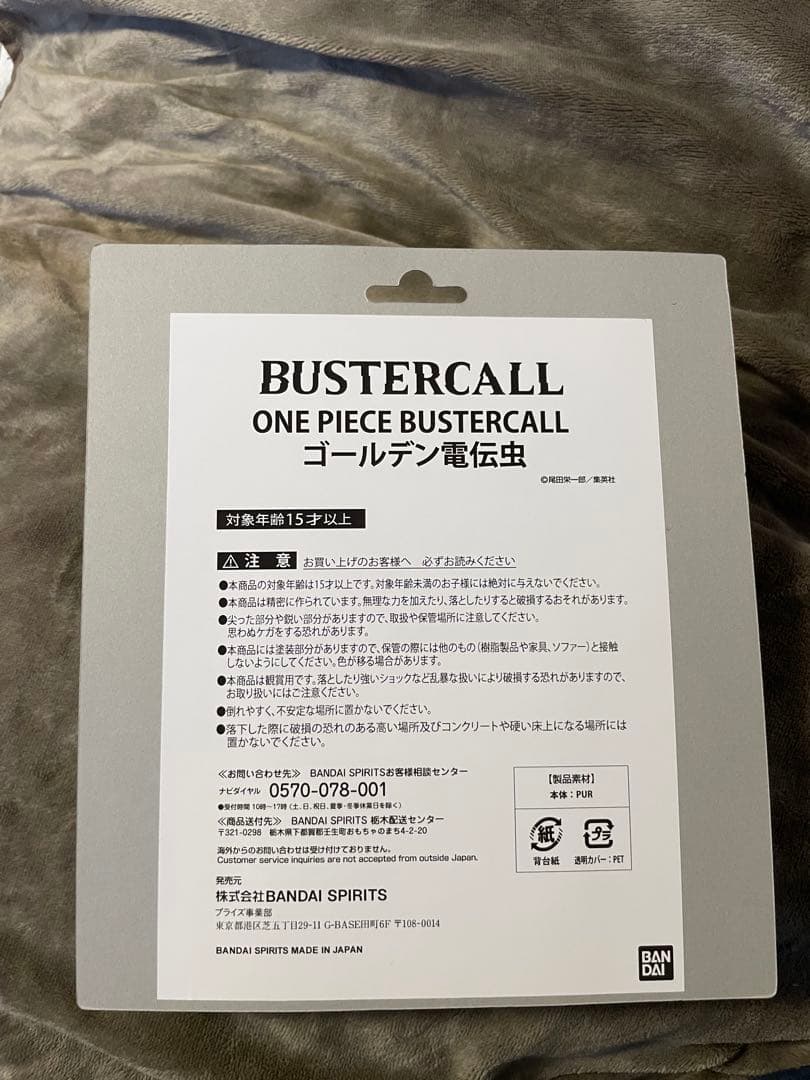 BUSTERCALL
ONE PIECE BUSTERCALL
ゴールデン電伝虫
©尾田栄一郎／集英社
対象年齢15才以上
注 意 お買い上げのお客様へ 必ずお読みください
●本商品の対象年齢は15才以上です。対象年齢未満のお子様には絶対に与えないでください。
●本商品は精密に作られています。無理な力を加えたり、落としたりすると破損するおそれがあります。
●尖った部分や鋭い部分がありますので、取扱や保管場所に注意してください。
思わぬケガをする恐れがあります。
●本商品には塗装部分がありますので、保管の際には他のもの（樹脂製品や家具、ソファー）と接触
しないようにしてください。色が移る場合があります。
●本商品は観賞用です。落としたり強いショックなど乱暴な扱いにより破損する恐れがありますので、
お取り扱いにはご注意ください。
●倒れやすく、不安定な場所に置かないでください。
●落下した際に破損の恐れのある高い場所及びコンクリートや硬い床上になる場所には
置かないでください。
≪お問い合わせ先≫ BANDAI SPIRITSお客様相談センター
ナビダイヤル 0570-078-001
●受付時間 10時〜17時（土、日、祝日、夏季・冬季休業日を除く）
≪商品送付先≫ BANDAI SPIRITS 栃木配送センター
〒321-0298 栃木県下都賀郡壬生町おもちゃのまち4-2-20
海外からのお問い合わせは受け付けておりません。
Customer service inquiries are not accepted from outside Japan.
【製品素材】
本体：PUR
紙
プラ
背台紙
透明カバー：PET
発売元
株式会社BANDAI SPIRITS
プライズ事業部
東京都港区芝五丁目29-11 G-BASE田町6F 〒108-0014
BANDAI SPIRITS MADE IN JAPAN
BAN
DAI